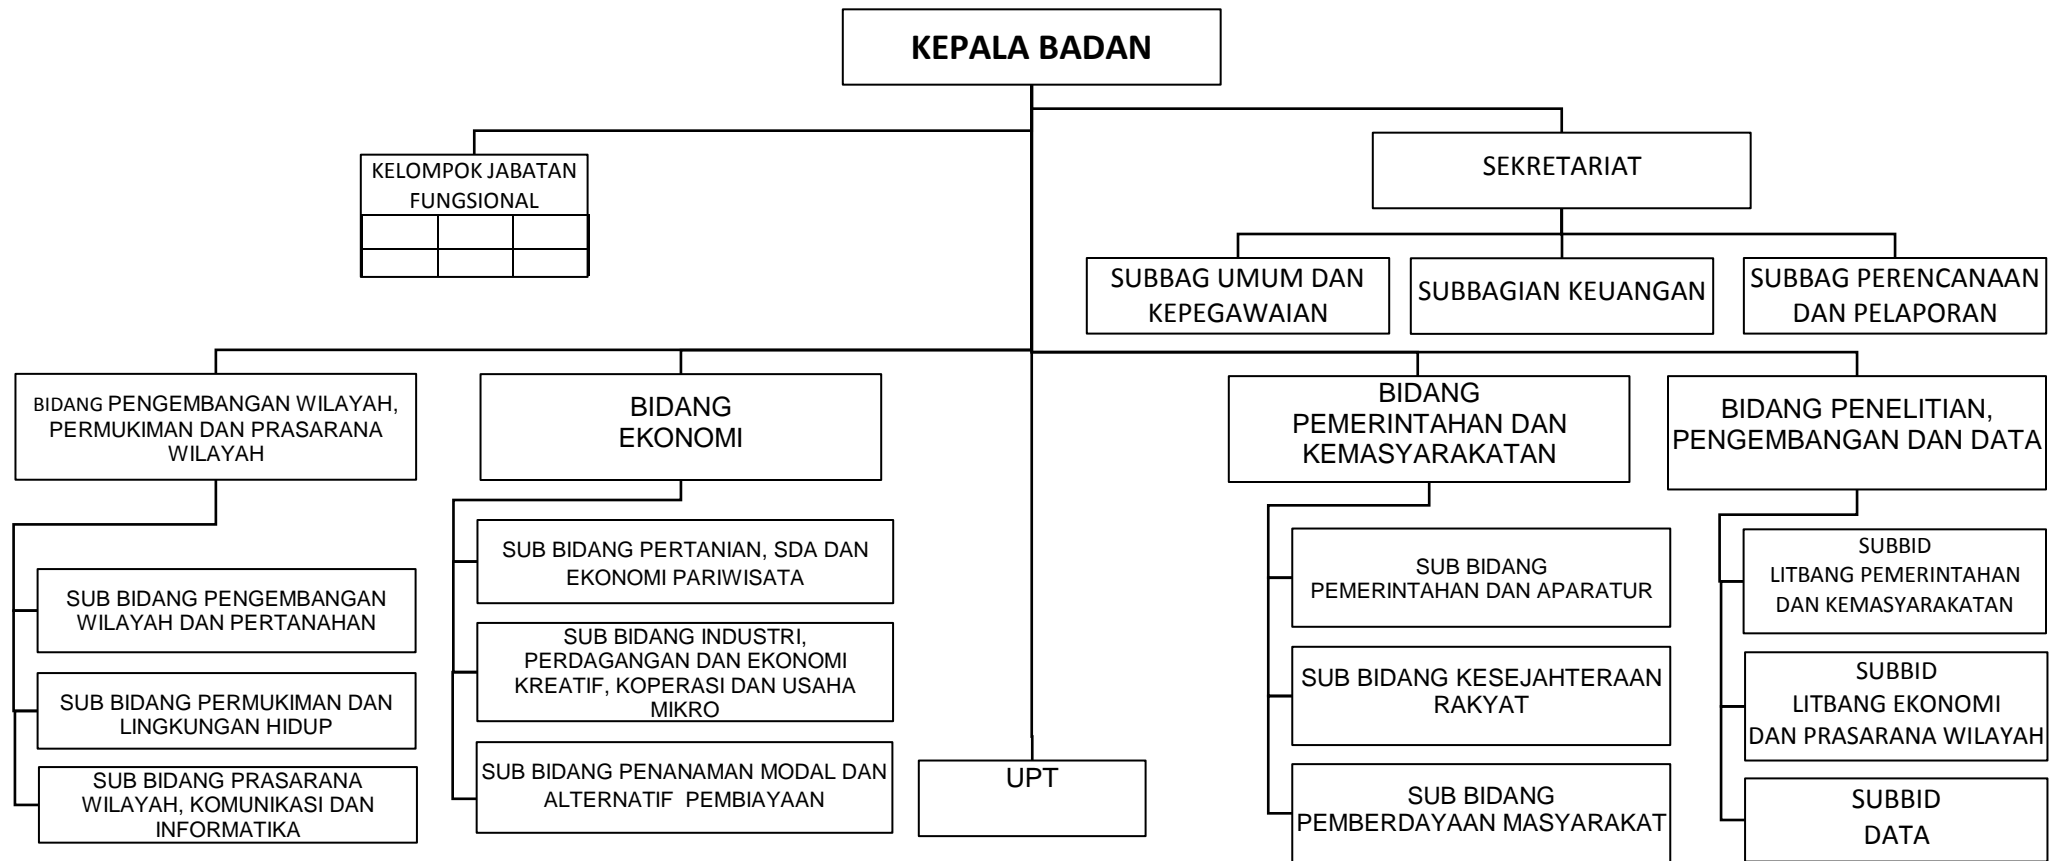 KEPALA BADAN
KELOMPOK JABATAN
FUNGSIONAL
SEKRETARIAT
SUBBAG UMUM DAN
KEPEGAWAIAN
SUBBAGIAN KEUANGAN
SUBBAG PERENCANAAN
DAN PELAPORAN
BIDANG PENGEMBANGAN WILAYAH,
PERMUKIMAN DAN PRASARANA
WILAYAH
BIDANG
EKONOMI
BIDANG
PEMERINTAHAN DAN
KEMASYARAKATAN
BIDANG PENELITIAN,
PENGEMBANGAN DAN DATA
SUB BIDANG PENGEMBANGAN
WILAYAH DAN PERTANAHAN
SUB BIDANG PERMUKIMAN DAN
LINGKUNGAN HIDUP
SUB BIDANG PRASARANA
WILAYAH, KOMUNIKASI DAN
INFORMATIKA
SUB BIDANG PERTANIAN, SDA DAN
EKONOMI PARIWISATA
SUB BIDANG INDUSTRI,
PERDAGANGAN DAN EKONOMI
KREATIF, KOPERASI DAN USAHA
MIKRO
SUB BIDANG PENANAMAN MODAL DAN
ALTERNATIF PEMBIAYAAN
UPT
SUB BIDANG
PEMERINTAHAN DAN APARATUR
SUB BIDANG KESEJAHTERAAN
RAKYAT
SUB BIDANG
PEMBERDAYAAN MASYARAKAT
SUBBID
LITBANG PEMERINTAHAN
DAN KEMASYARAKATAN
SUBBID
LITBANG EKONOMI
DAN PRASARANA WILAYAH
SUBBID
DATA